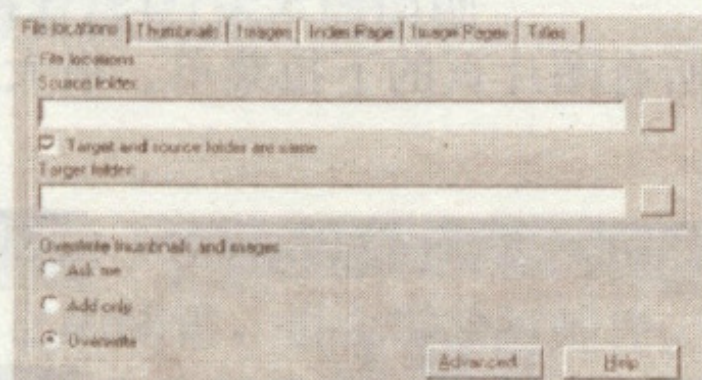 File locations Thumbnails Images Index Page Image Pages Titles
File locations
Source folder:
Target and source folder are same
Target folder:
Overwrite thumbnails and images
Ask me
Add only
Overwrite
Advanced Help